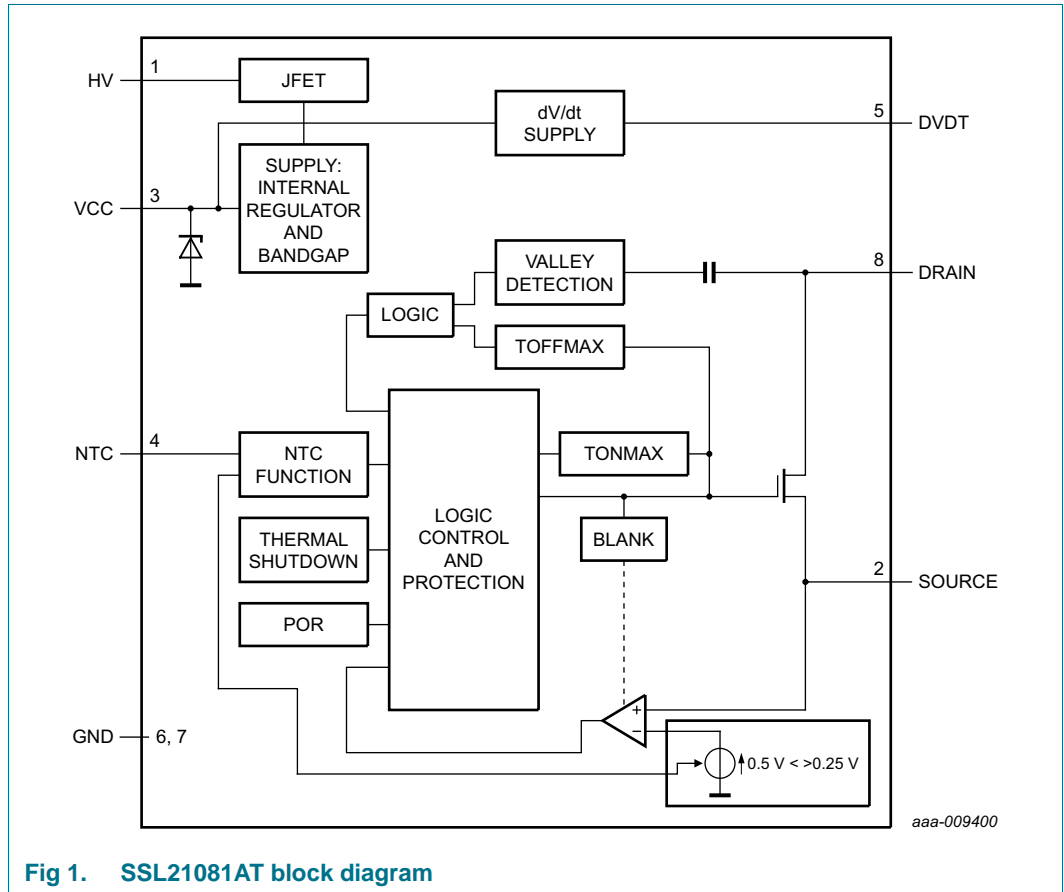 HV
1
JFET
dV/dt
SUPPLY
5
DVDT
SUPPLY:
INTERNAL
REGULATOR
AND
BANDGAP
VCC
3
VALLEY
DETECTION
8
DRAIN
LOGIC
TOFFMAX
NTC
4
NTC
FUNCTION
TONMAX
LOGIC
CONTROL
AND
PROTECTION
BLANK
THERMAL
SHUTDOWN
2
SOURCE
POR
+
−
GND
6, 7
0.5 V < >0.25 V
aaa-009400
Fig 1. SSL21081AT block diagram